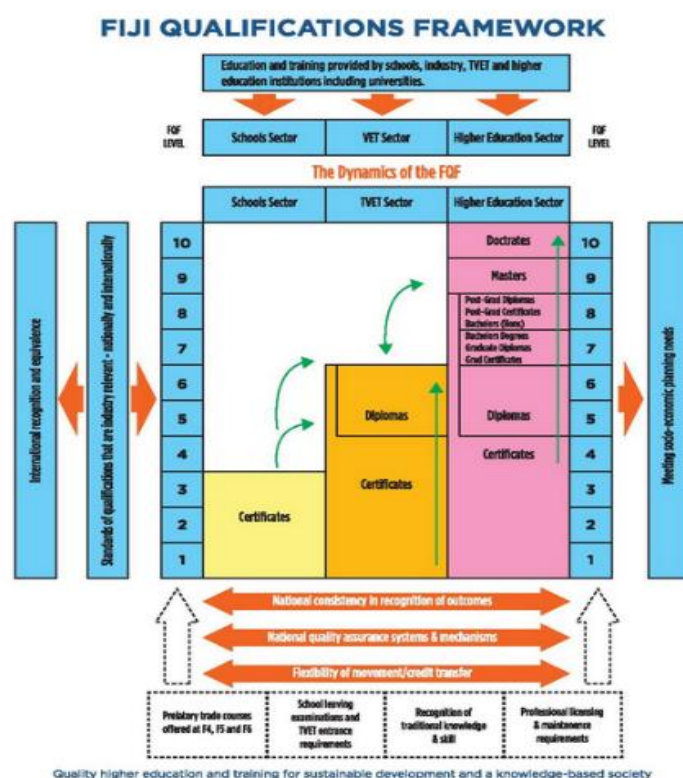 FIJI QUALIFICATIONS FRAMEWORK
Education and training provided by schools, industry, TVET and higher
education institutions including universities.
FQF
LEVEL
Schools Sector
VET Sector
Higher Education Sector
FQF
LEVEL
The Dynamics of the FQF
Schools Sector
TVET Sector
Higher Education Sector
International recognition and equivalence
Standards of qualifications that are industry relevant - nationally and internationally
10
9
8
7
6
5
4
3
2
1
Certificates
Diplomas
Certificates
Doctrates
Masters
Post-Grad Diplomas
Post-Grad Certificates
Bachelors (Hons)
Bachelors Degrees
Graduate Diplomas
Grad Certificates
Diplomas
Certificates
10
9
8
7
6
5
4
3
2
1
Meeting socio-economic planning needs
National consistency in recognition of outcomes
National quality assurance systems & mechanisms
Flexibility of movement/credit transfer
Prelatory trade courses
offered at F4, F5 and F6
School leaving
examinations and
TVET entrance
requirements
Recognition of
traditional knowledge
& skill
Professional licensing
& maintenance
requirements
Quality higher education and training for sustainable development and a knowledge-based society